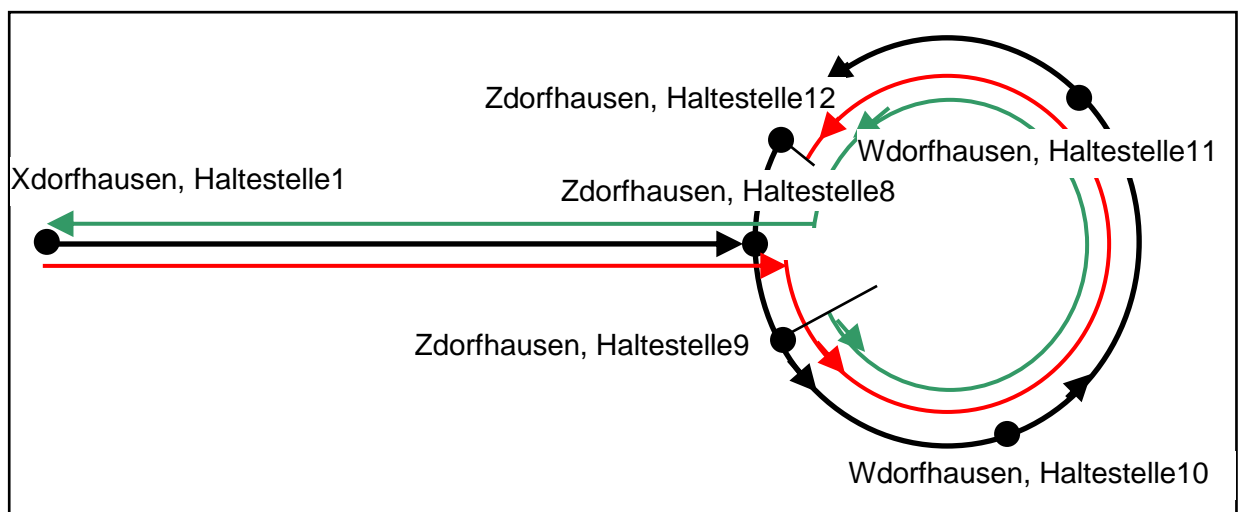 Zdorfhausen, Haltestelle12
Wdorfhausen, Haltestelle11
Xdorfhausen, Haltestelle1
Zdorfhausen, Haltestelle8
Zdorfhausen, Haltestelle9
Wdorfhausen, Haltestelle10